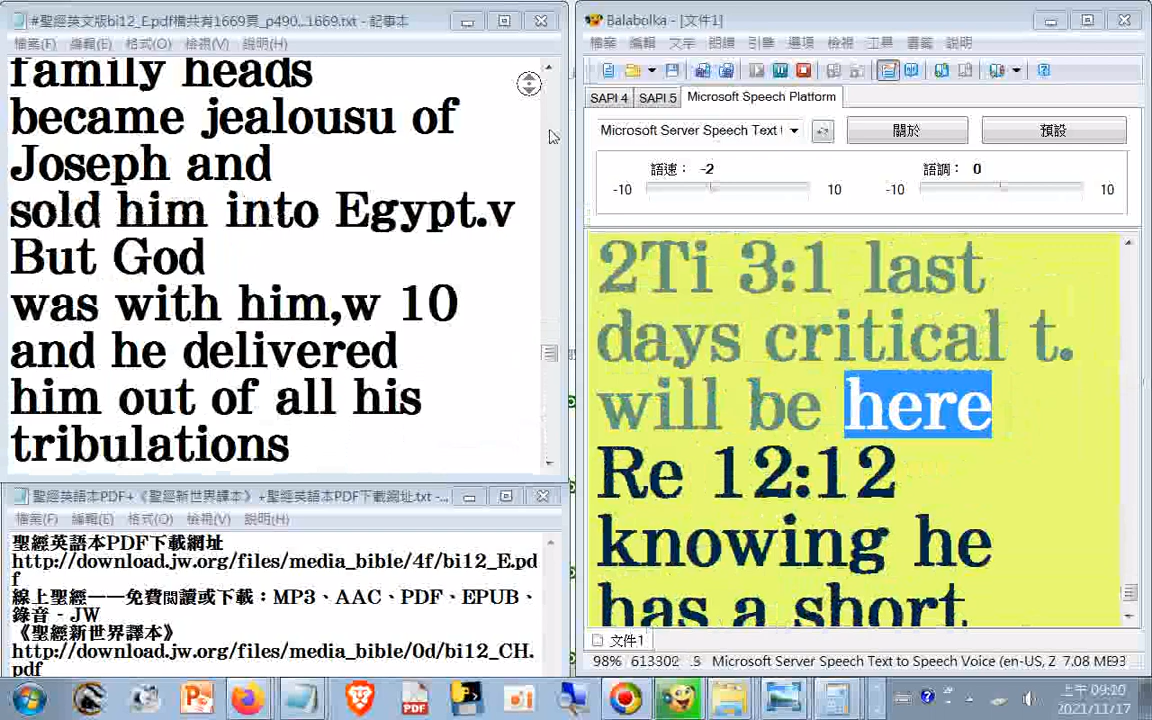 #聖經英文版bi12_E.pdf檔共有1669頁_p490...1669.txt - 記事本
檔案(F) 編輯(E) 格式(O) 檢視(V) 說明(H)
family heads
became jealousu of
Joseph and
sold him into Egypt.v
But God
was with him,w 10
and he delivered
him out of all his
tribulations
聖經英語本PDF+《聖經新世界譯本》+聖經英語本PDF下載網址.txt -...
檔案(F) 編輯(E) 格式(O) 檢視(V) 說明(H)
聖經英語本PDF下載網址
http://download.jw.org/files/media_bible/4f/bi12_E.pd
f
線上聖經——免費閱讀或下載：MP3、AAC、PDF、EPUB、
錄音 - JW
《聖經新世界譯本》
http://download.jw.org/files/media_bible/0d/bi12_CH.
pdf
Balabolka - [文件1]
檔案 編輯 文字 朗讀 引擎 選項 檢視 工具 書籤 說明
SAPI 4 SAPI 5 Microsoft Speech Platform
Microsoft Server Speech Text 關於 預設
語速： -2 語調： 0
-10 10 -10 10
2Ti 3:1 last
days critical t.
will be here
Re 12:12
knowing he
has a short
文件1
98% 613302 Microsoft Server Speech Text to Speech Voice (en-US, Z 7.08 ME93
上午 09:20
2021/11/17